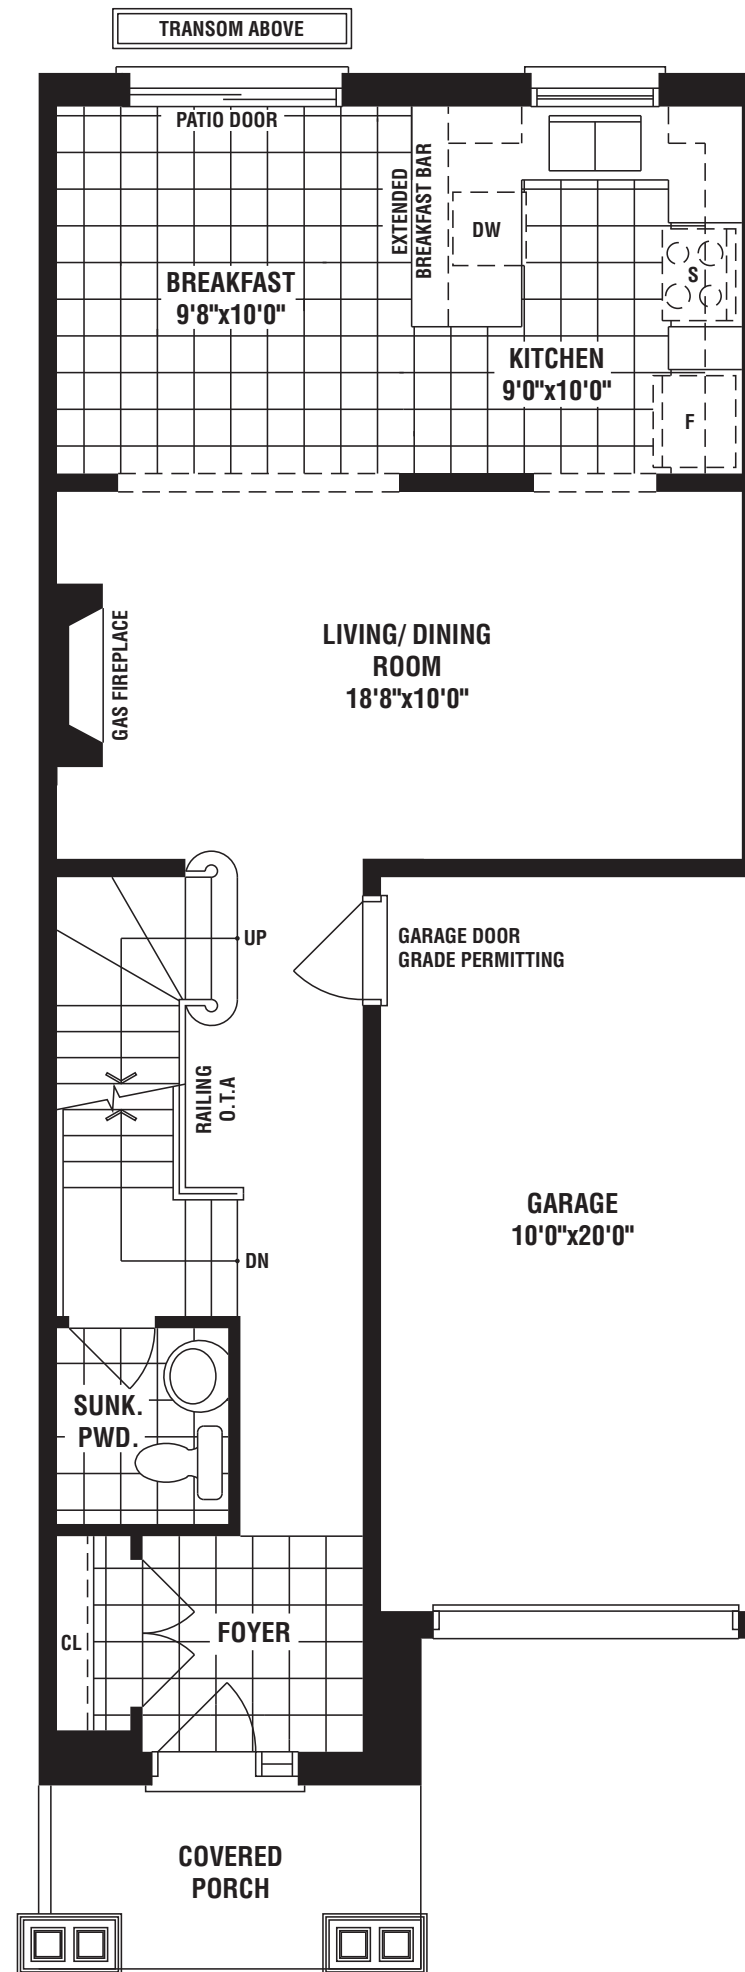 TRANSOM ABOVE
PATIO DOOR
EXTENDED
BREAKFAST BAR
DW
S
BREAKFAST
9'8"x10'0"
KITCHEN
9'0"x10'0"
F
GAS FIREPLACE
LIVING/ DINING
ROOM
18'8"x10'0"
UP
GARAGE DOOR
GRADE PERMITTING
RAILING
O.T.A
GARAGE
10'0"x20'0"
DN
SUNK.
PWD.
CL
FOYER
COVERED
PORCH